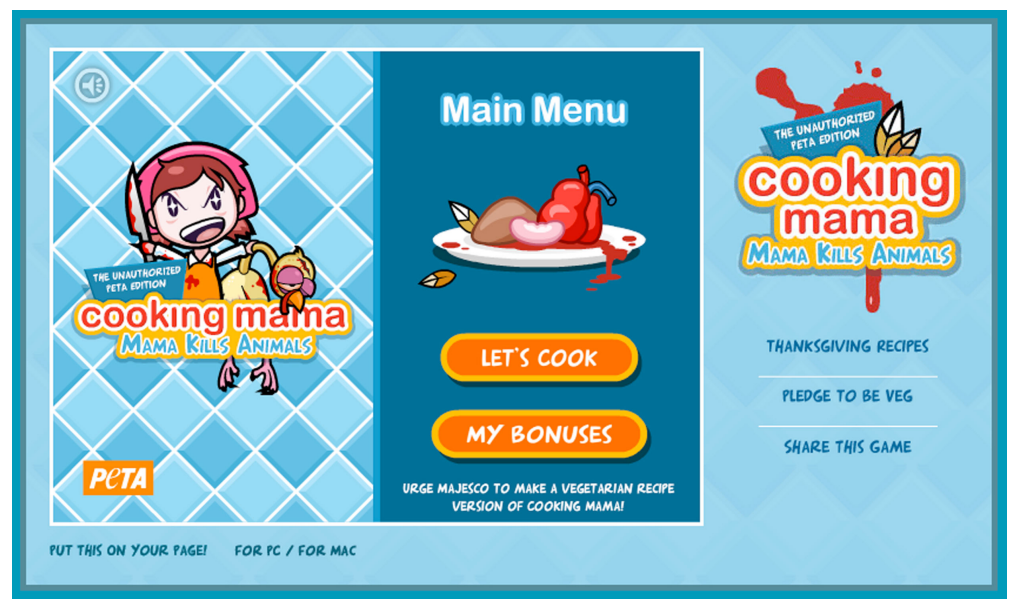 THE UNAUTHORIZED
PETA EDITION
cooking mama
MAMA KILLS ANIMALS
PETA
Main Menu
LET'S COOK
MY BONUSES
URGE MAJESCO TO MAKE A VEGETARIAN RECIPE
VERSION OF COOKING MAMA!
THE UNAUTHORIZED
PETA EDITION
cooking
mama
MAMA KILLS ANIMALS
THANKSGIVING RECIPES
PLEDGE TO BE VEG
SHARE THIS GAME
PUT THIS ON YOUR PAGE! FOR PC / FOR MAC